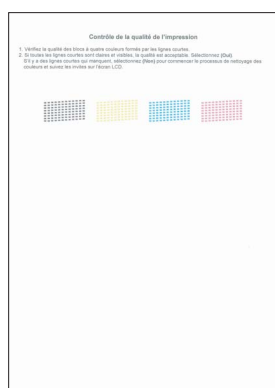 Contrôle de la qualité de l'impression
1. Vérifiez la qualité des blocs à quatre couleurs formés par les lignes courtes.
2. Si toutes les lignes courtes sont claires et visibles, la qualité est acceptable. Sélectionnez [Oui].
S'il y a des lignes courtes qui manquent, sélectionnez [Non] pour commencer le processus de nettoyage des
couleurs et suivez les invites sur l'écran LCD.